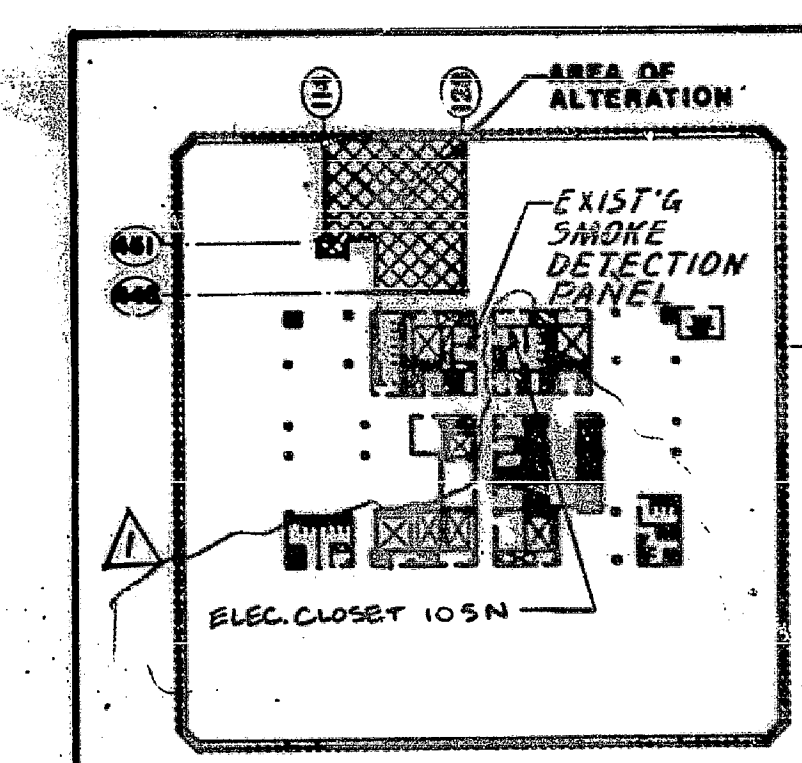 AREA OF
ALTERATION
EXIST'G
SMOKE
DETECTION
PANEL
1
ELEC. CLOSET 105N